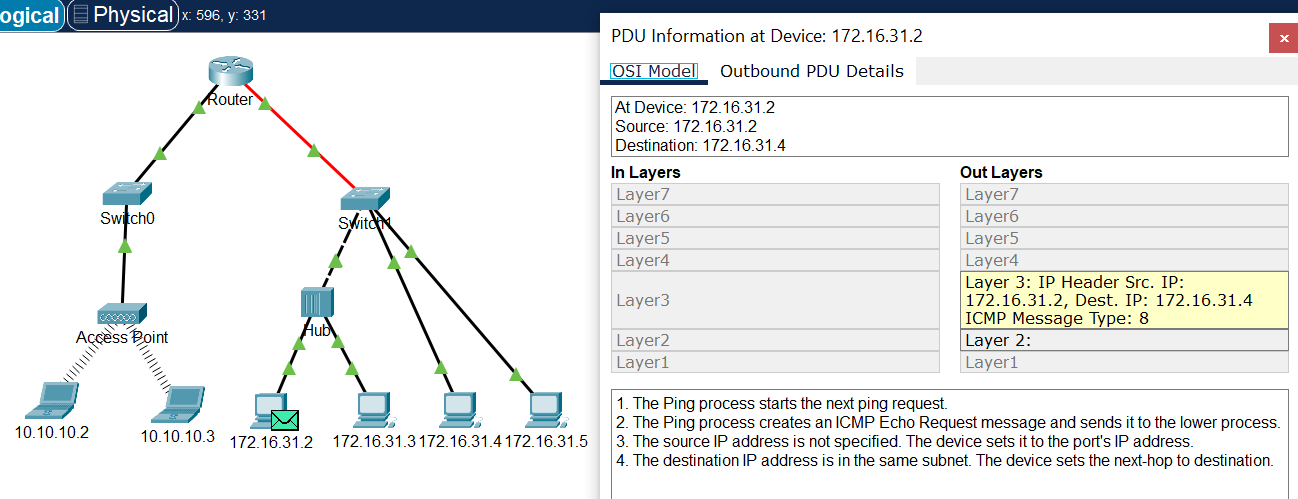 ogical Physical x: 596, y: 331
Router
Switch0
Switch1
Access Point
Hub
10.10.10.2
10.10.10.3
172.16.31.2
172.16.31.3
172.16.31.4
172.16.31.5
PDU Information at Device: 172.16.31.2
x
OSI Model
Outbound PDU Details
At Device: 172.16.31.2
Source: 172.16.31.2
Destination: 172.16.31.4
In Layers
Layer7
Layer6
Layer5
Layer4
Layer3
Layer2
Layer1
Out Layers
Layer7
Layer6
Layer5
Layer4
Layer 3: IP Header Src. IP:
172.16.31.2, Dest. IP: 172.16.31.4
ICMP Message Type: 8
Layer 2:
Layer1
1. The Ping process starts the next ping request.
2. The Ping process creates an ICMP Echo Request message and sends it to the lower process.
3. The source IP address is not specified. The device sets it to the port's IP address.
4. The destination IP address is in the same subnet. The device sets the next-hop to destination.